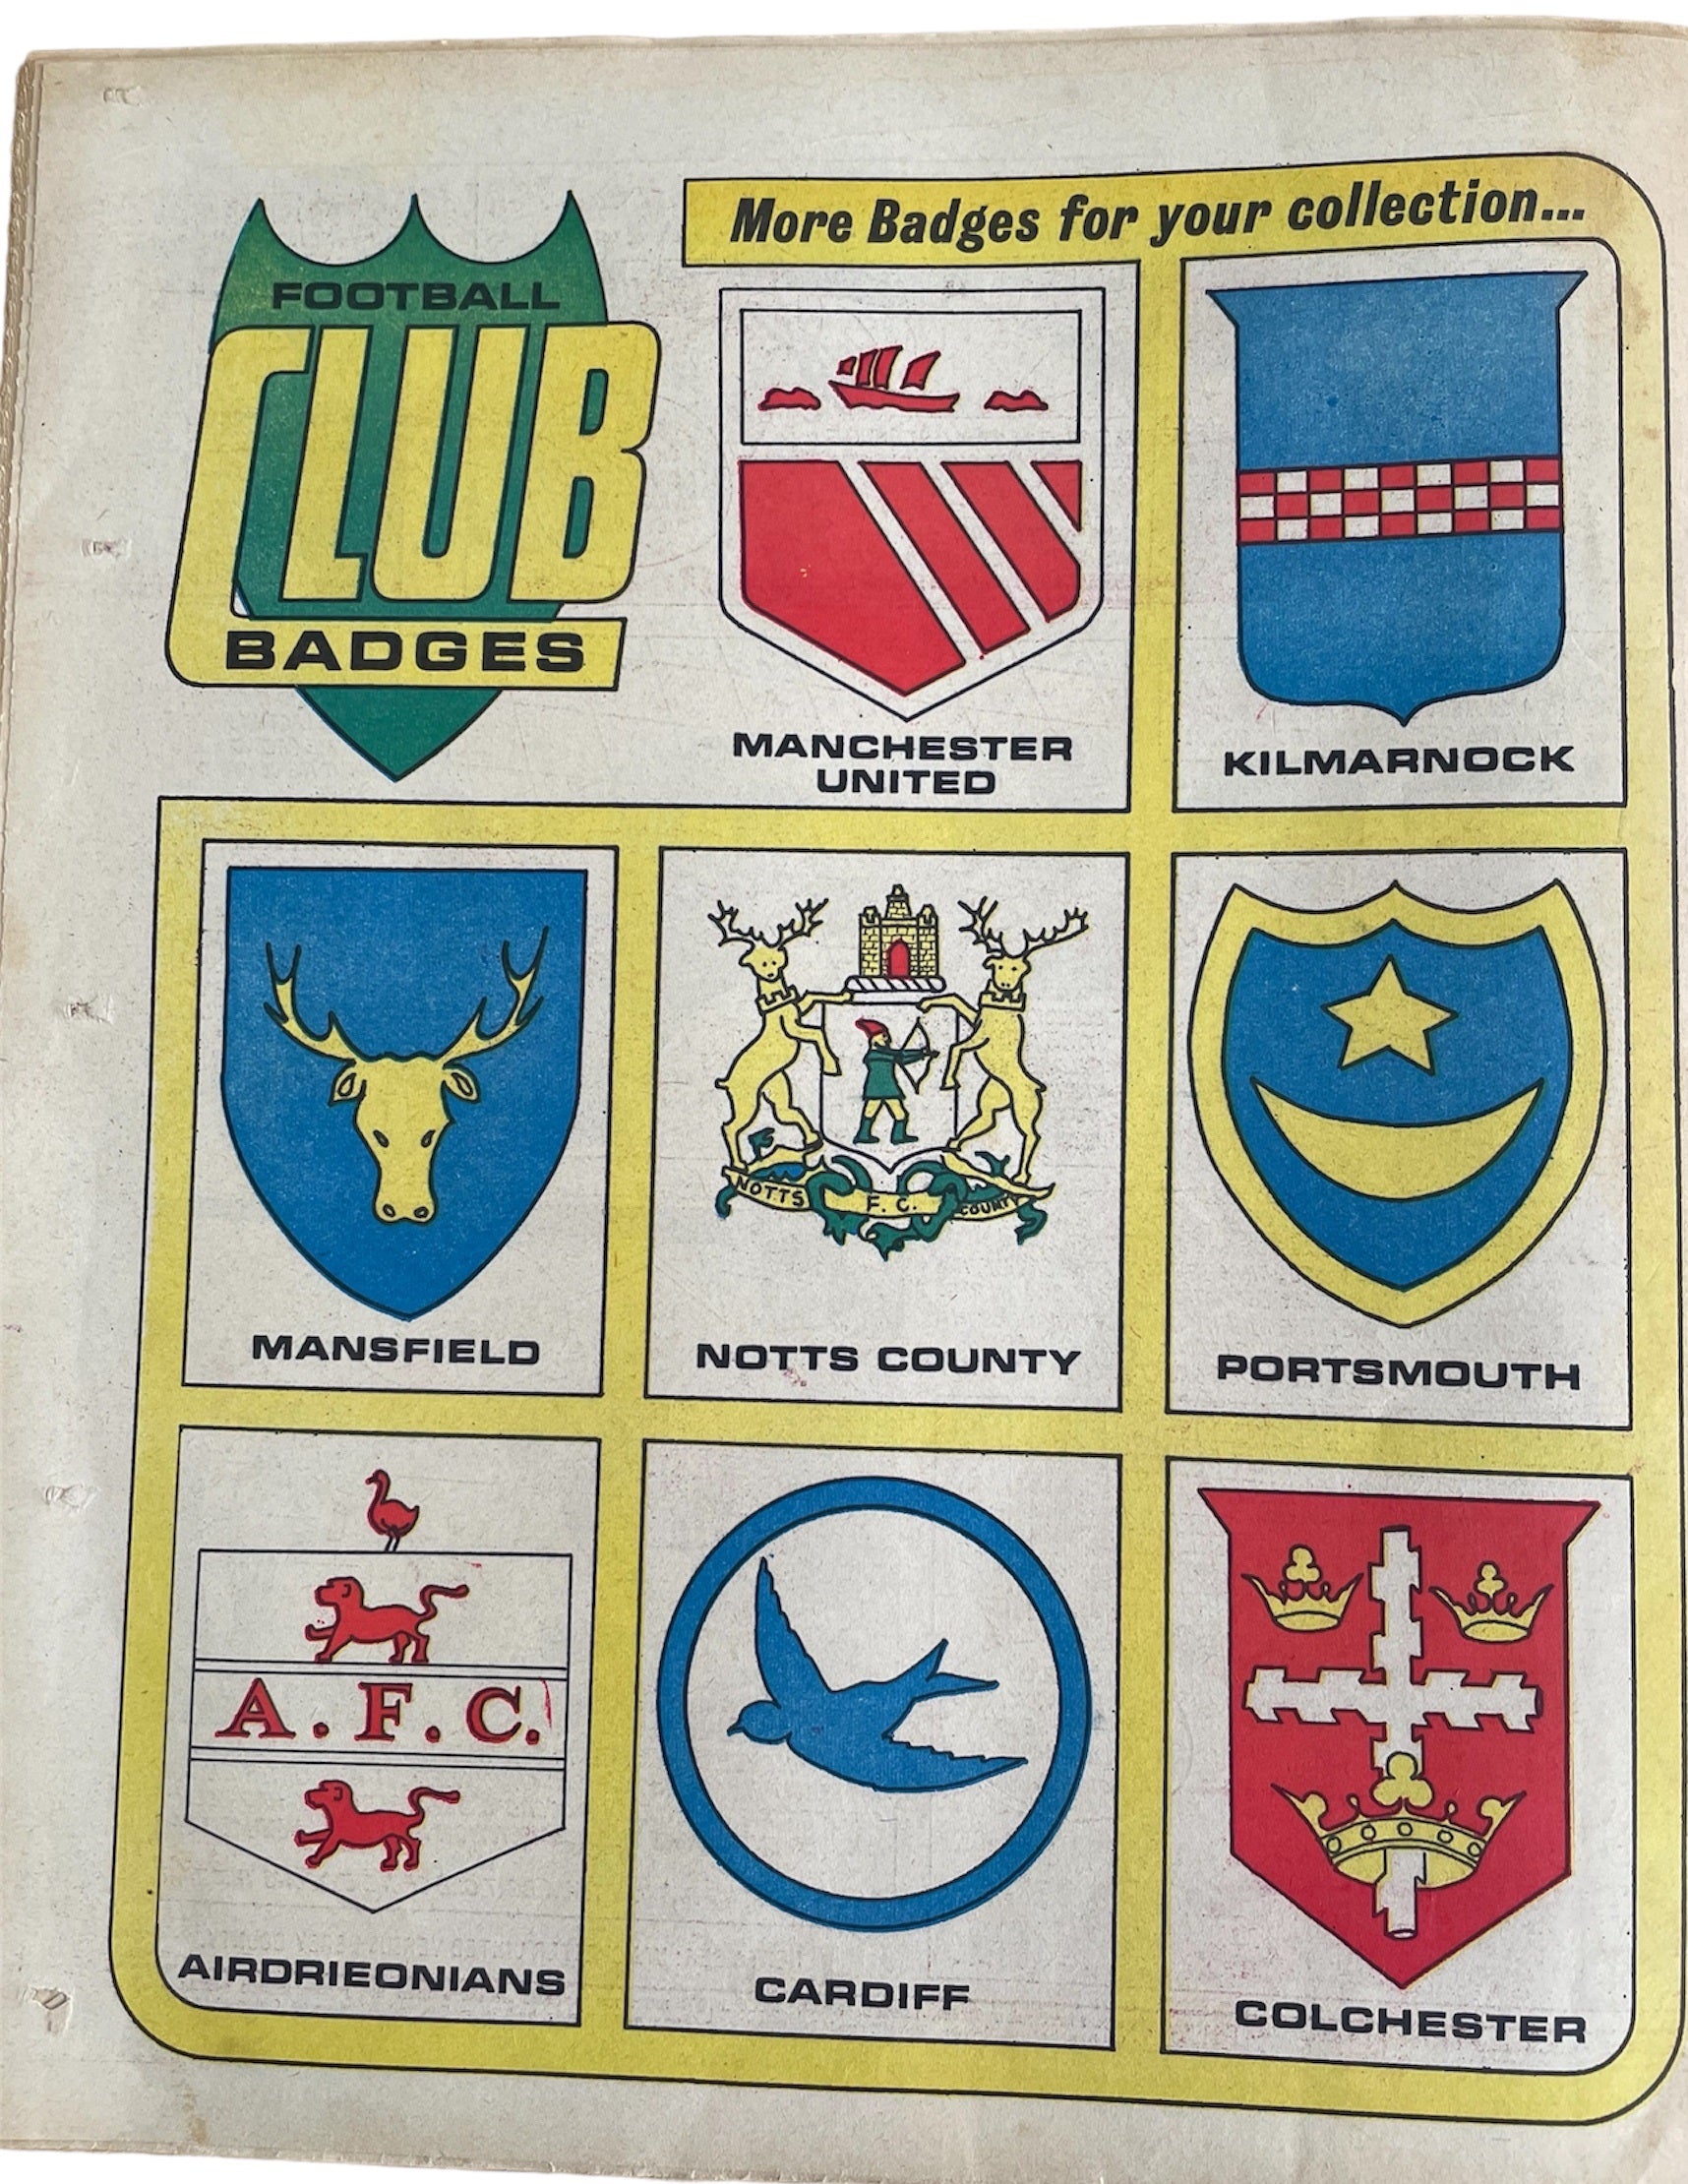 FOOTBALL
CLUB
BADGES
More Badges for your collection...
MANCHESTER
UNITED
KILMARNOCK
MANSFIELD
NOTTS F. C. COUNTY
NOTTS COUNTY
PORTSMOUTH
A.F.C.
AIRDRIEONIANS
CARDIFF
COLCHESTER